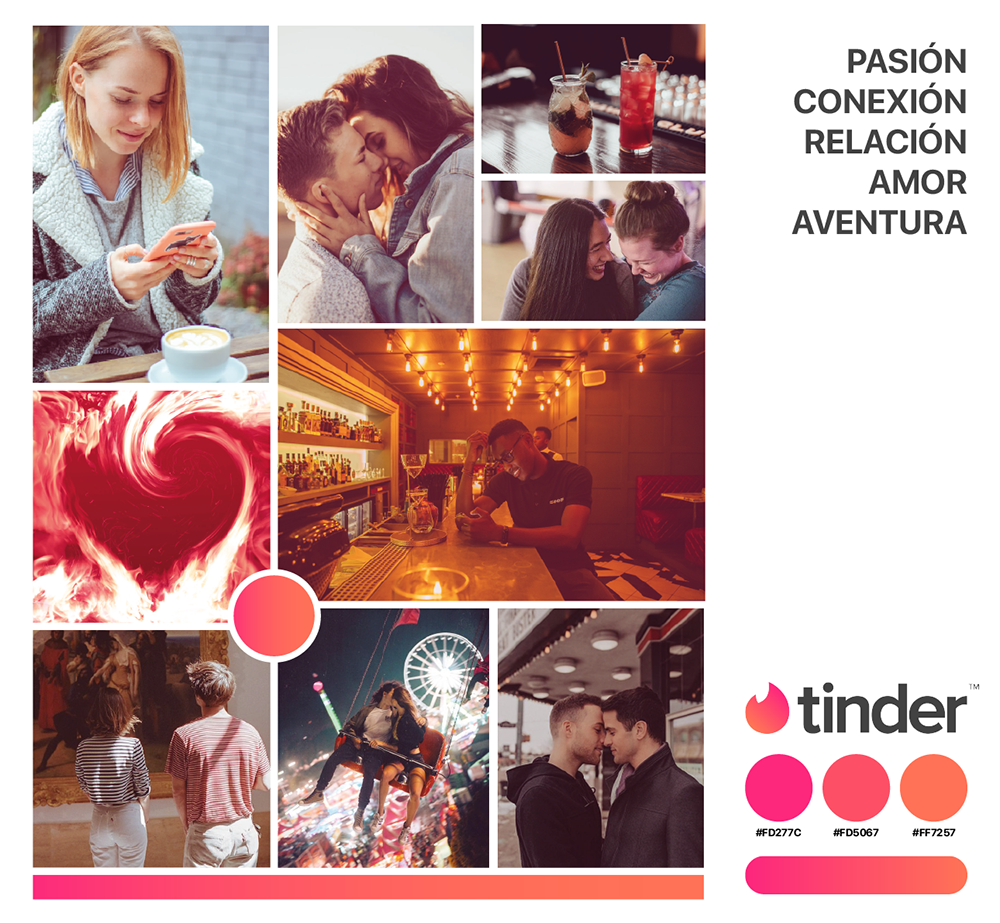 PASIÓN
CONEXIÓN
RELACIÓN
AMOR
AVENTURA
tinder™
#FD277C
#FD5067
#FF7257